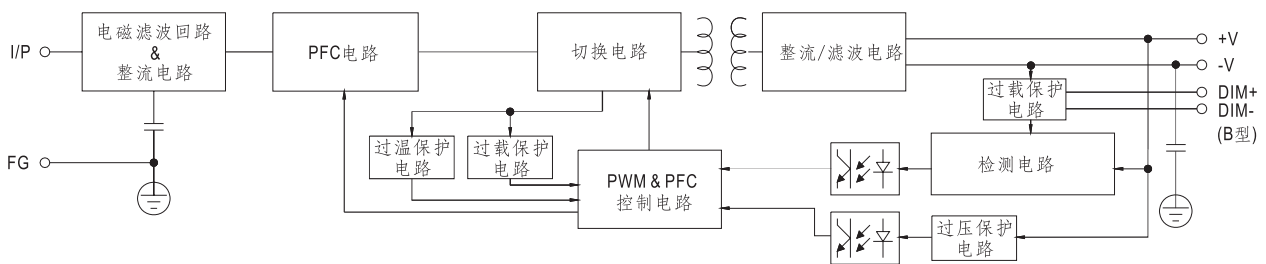 I/P
电磁滤波回路
&
整流电路
PFC电路
切换电路
整流/滤波电路
+V
-V
过载保护
电路
DIM+
DIM-
(B型)
FG
过温保护
电路
过载保护
电路
PWM & PFC
控制电路
检测电路
过压保护
电路